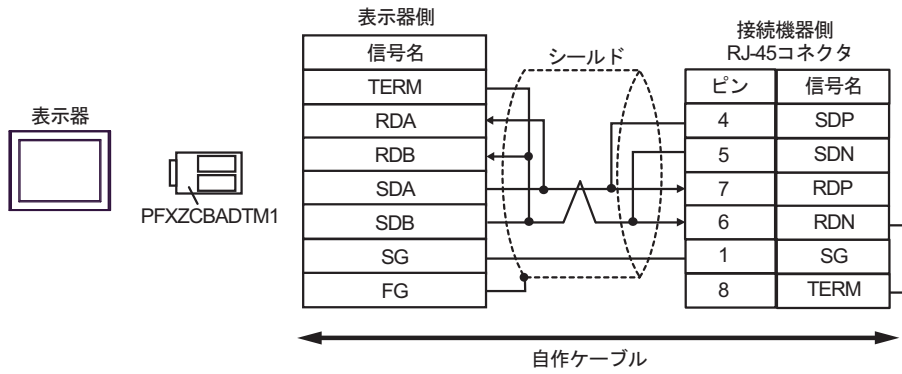 表示器
PFXZCBADTM1
表示器側
信号名
TERM
RDA
RDB
SDA
SDB
SG
FG
シールド
接続機器側
RJ-45コネクタ
ピン 信号名
4 SDP
5 SDN
7 RDP
6 RDN
1 SG
8 TERM
自作ケーブル